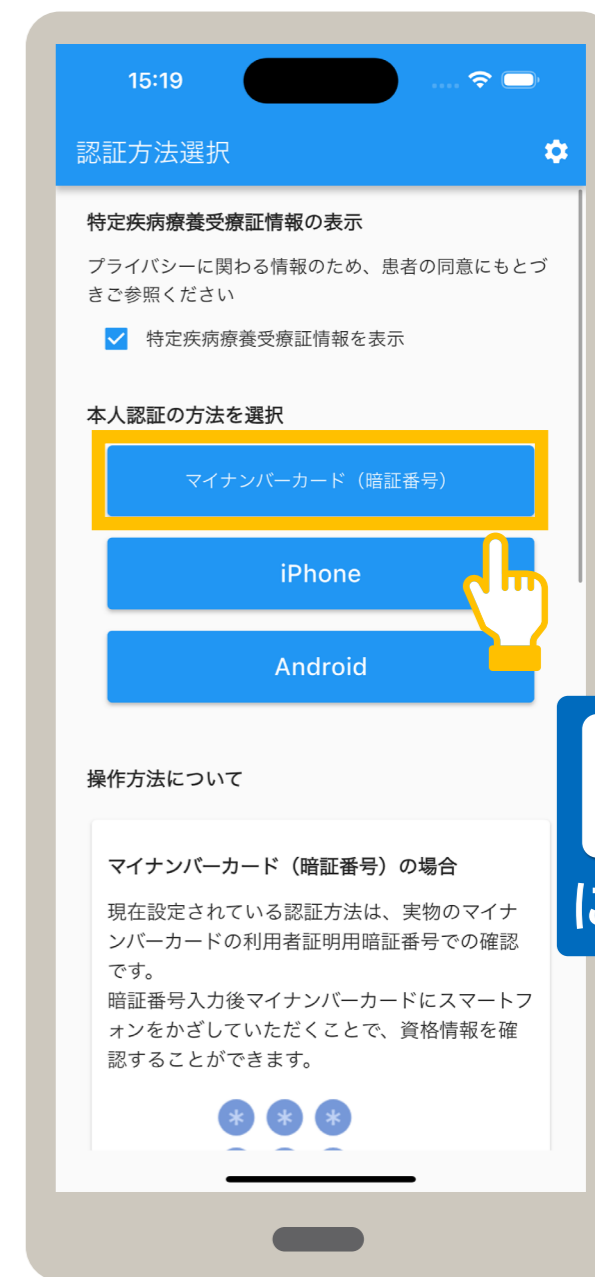 15:19
認証方法選択
特定疾病療養受療証情報の表示
プライバシーに関わる情報のため、患者の同意にもとづ
きご参照ください
特定疾病療養受療証情報を表示
本人認証の方法を選択
マイナンバーカード（暗証番号）
iPhone
Android
操作方法について
マイナンバーカード（暗証番号）の場合
現在設定されている認証方法は、実物のマイナ
ンバーカードの利用者証明用暗証番号での確認
です。
暗証番号入力後マイナンバーカードにスマートフ
ォンをかざしていただくことで、資格情報を確
認することができます。
* * *